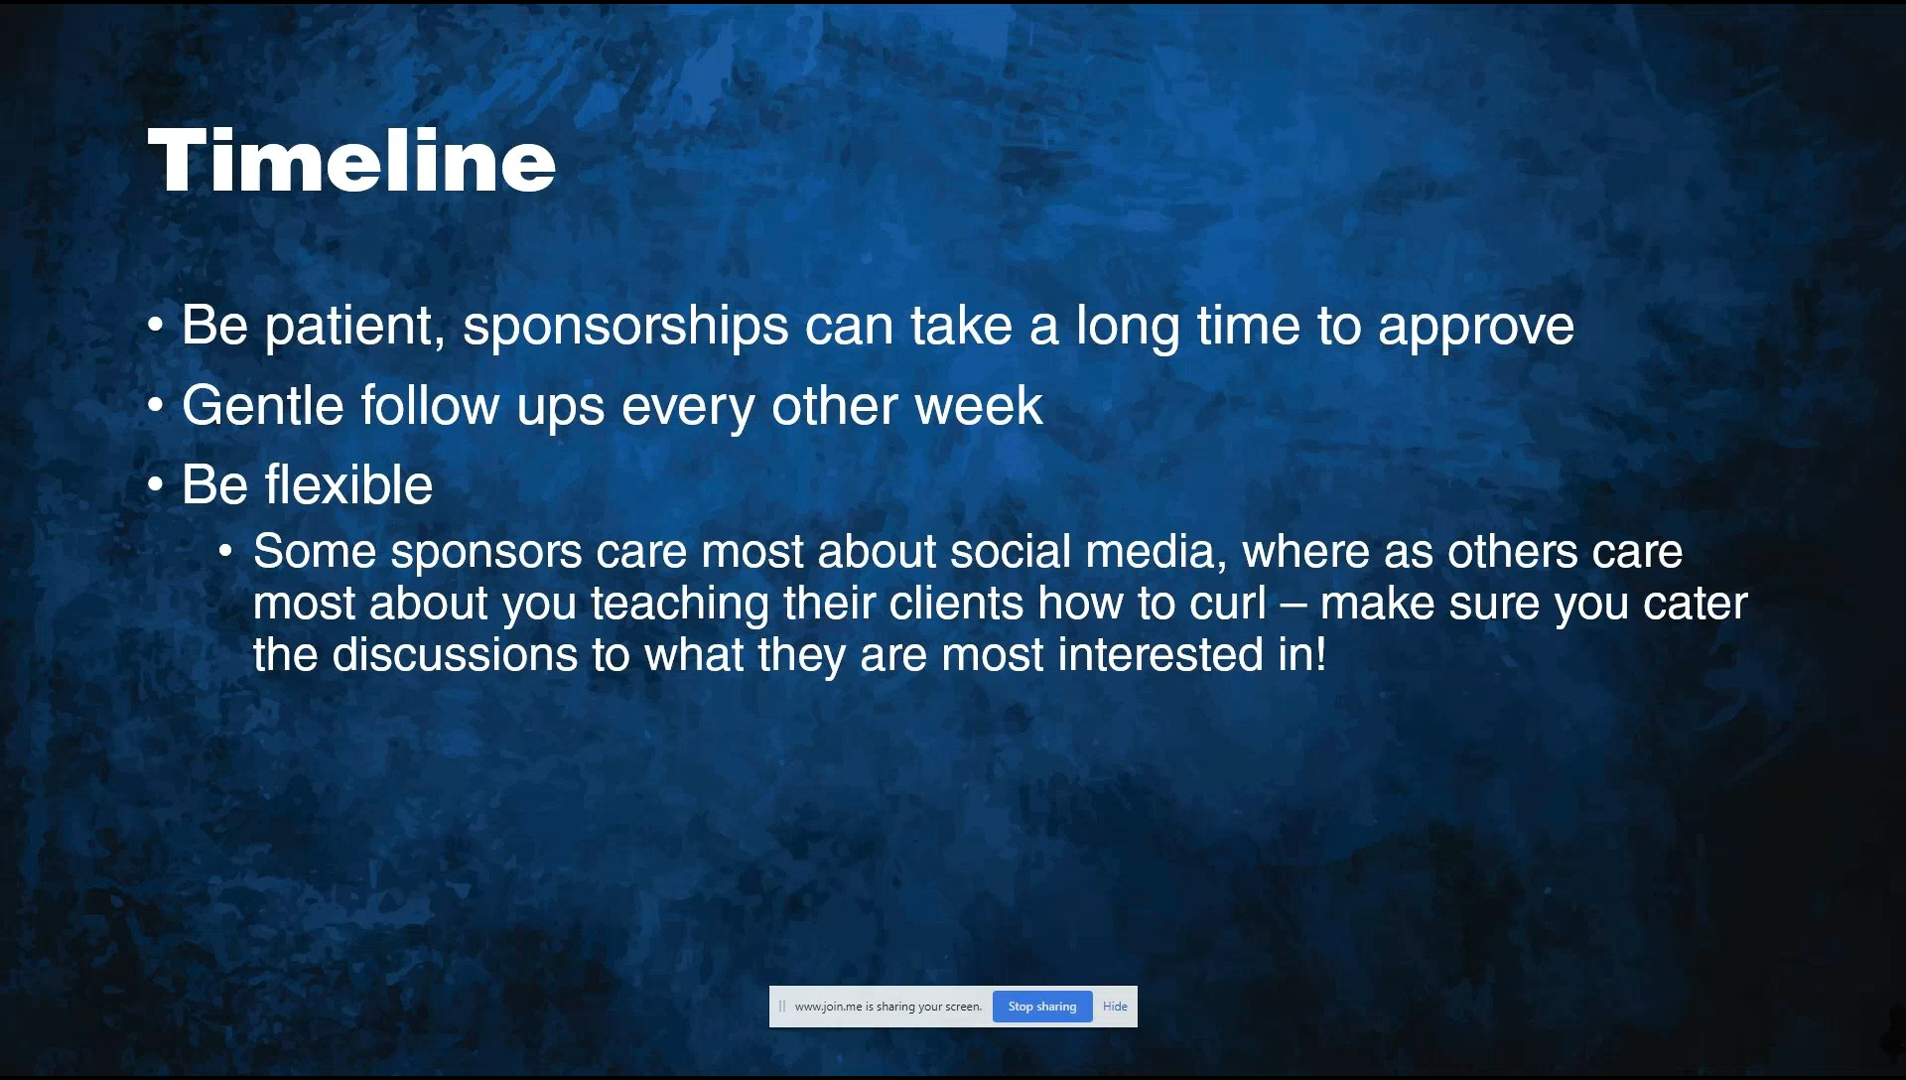 Timeline
• Be patient, sponsorships can take a long time to approve
• Gentle follow ups every other week
• Be flexible
• Some sponsors care most about social media, where as others care
most about you teaching their clients how to curl – make sure you cater
the discussions to what they are most interested in!
www.join.me is sharing your screen. Stop sharing Hide